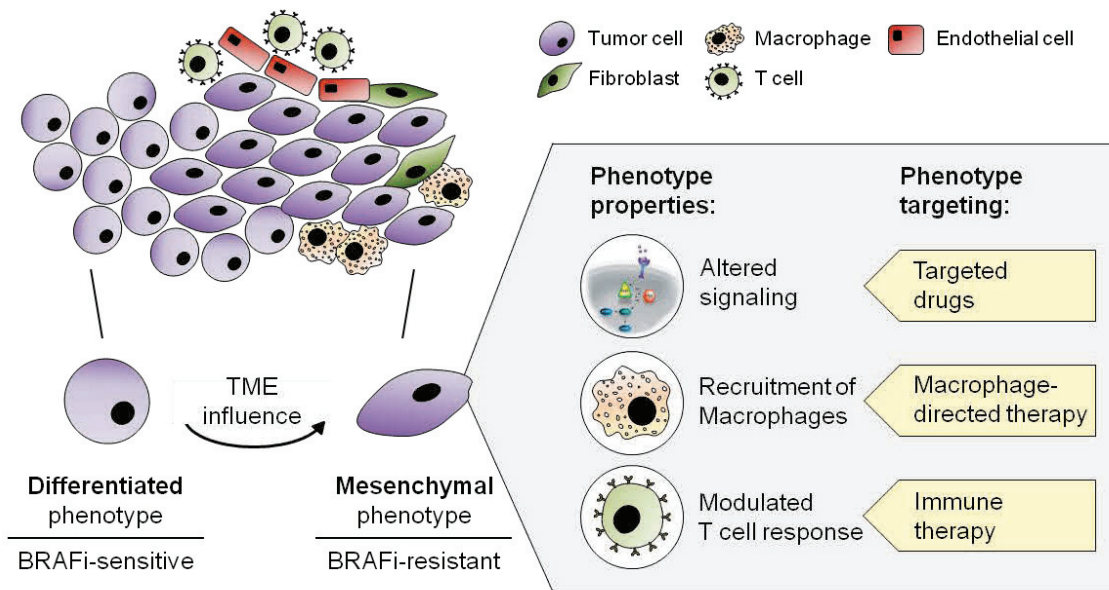 Tumor cell
Macrophage
Endothelial cell
Fibroblast
T cell
Phenotype
properties:
Phenotype
targeting:
Altered
signaling
Targeted
drugs
Recruitment of
Macrophages
Macrophage-
directed therapy
Modulated
T cell response
Immune
therapy
TME
influence
Differentiated
phenotype
BRAFi-sensitive
Mesenchymal
phenotype
BRAFi-resistant